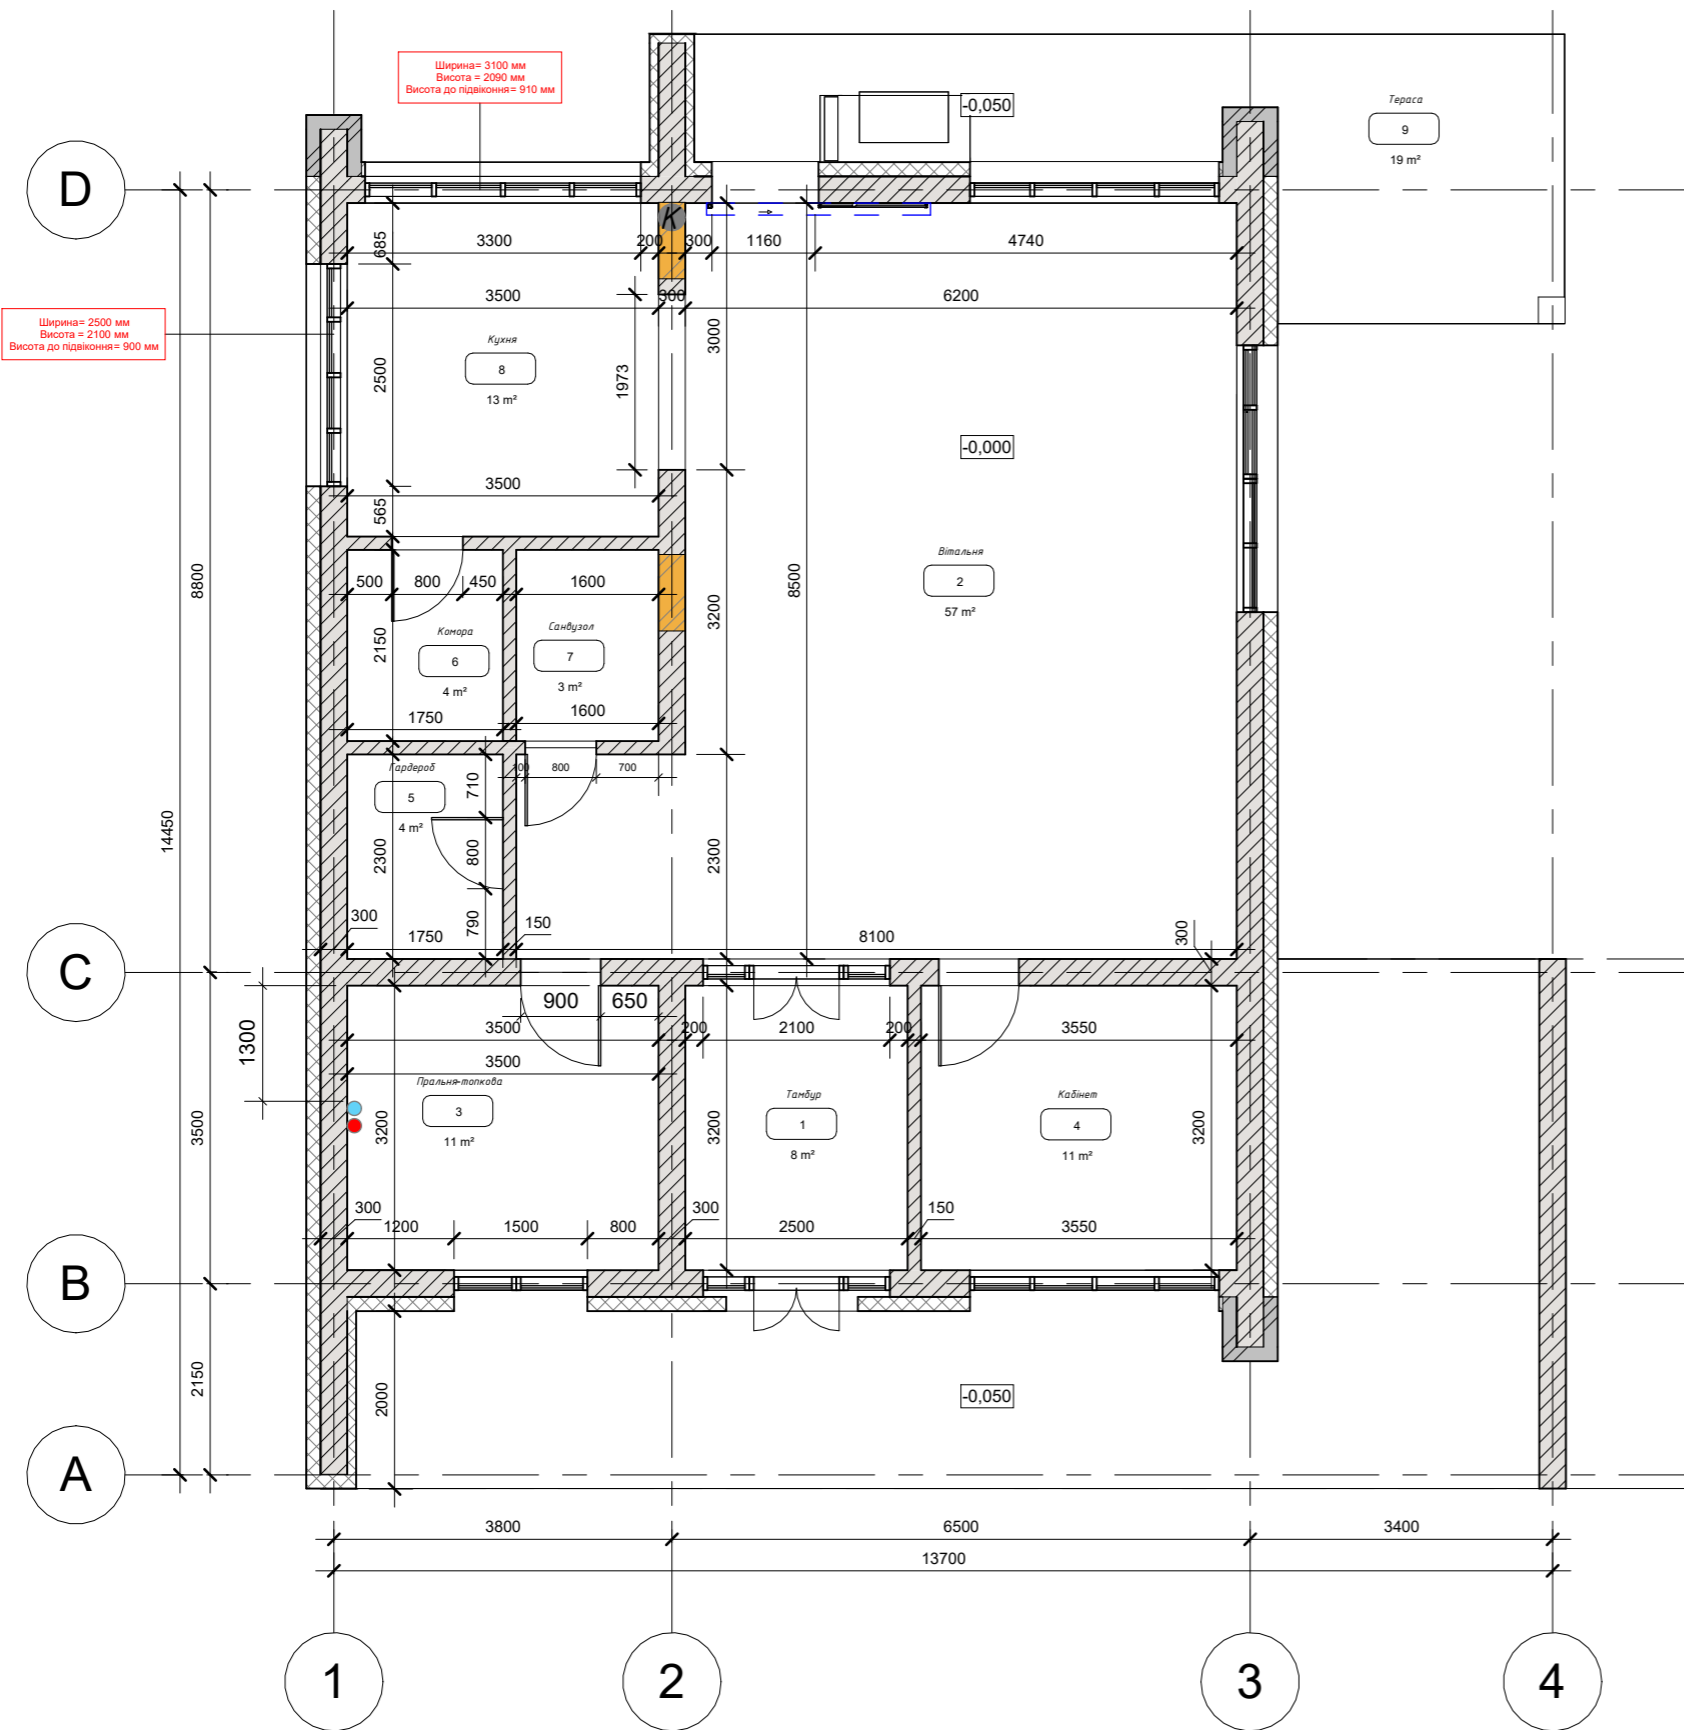 Ширина= 3100 мм
Висота = 2090 мм
Висота до підвіконня= 910 мм
-0,050
Тераса
9
19 m²
D
К
685
3300
200
300
1160
4740
3500
300
6200
Ширина= 2500 мм
Висота = 2100 мм
Висота до підвіконня= 900 мм
Кухня
8
13 m²
2500
1973
3000
-0,000
3500
565
8800
500
800
450
1600
8500
Вітальня
2
57 m²
3200
2150
Комора
6
4 m²
Санвузол
7
3 m²
1750
1600
Гардероб
5
4 m²
710
100
800
700
14450
2300
800
2300
790
300
1750
150
8100
300
C
900
650
1300
3500
200
2100
200
3550
3500
Пральня-топкова
3
11 m²
Тамбур
1
8 m²
Кабінет
4
11 m²
3500
3200
3200
3200
300
1200
1500
800
300
2500
150
3550
B
2150
2000
-0,050
A
3800
6500
3400
13700
1
2
3
4